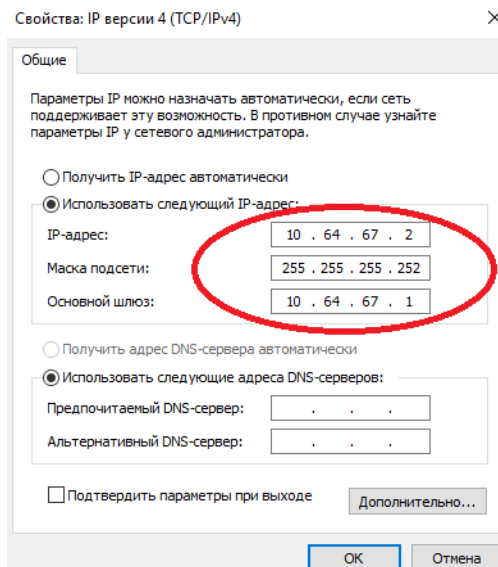 Свойства: IP версии 4 (TCP/IPv4)
Общие
Параметры IP можно назначать автоматически, если сеть
поддерживает эту возможность. В противном случае узнайте
параметры IP у сетевого администратора.
Получить IP-адрес автоматически
Использовать следующий IP-адрес:
IP-адрес: 10 . 64 . 67 . 2
Маска подсети: 255 . 255 . 255 . 252
Основной шлюз: 10 . 64 . 67 . 1
Получить адрес DNS-сервера автоматически
Использовать следующие адреса DNS-серверов:
Предпочитаемый DNS-сервер: . . .
Альтернативный DNS-сервер: . . .
Подтвердить параметры при выходе
Дополнительно...
ОК Отмена